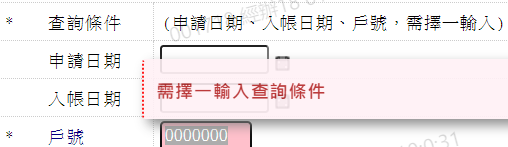 * 查詢條件 (申請日期、入帳日期、戶號，需擇一輸入)
申請日期
需擇一輸入查詢條件
入帳日期
* 戶號 0000000